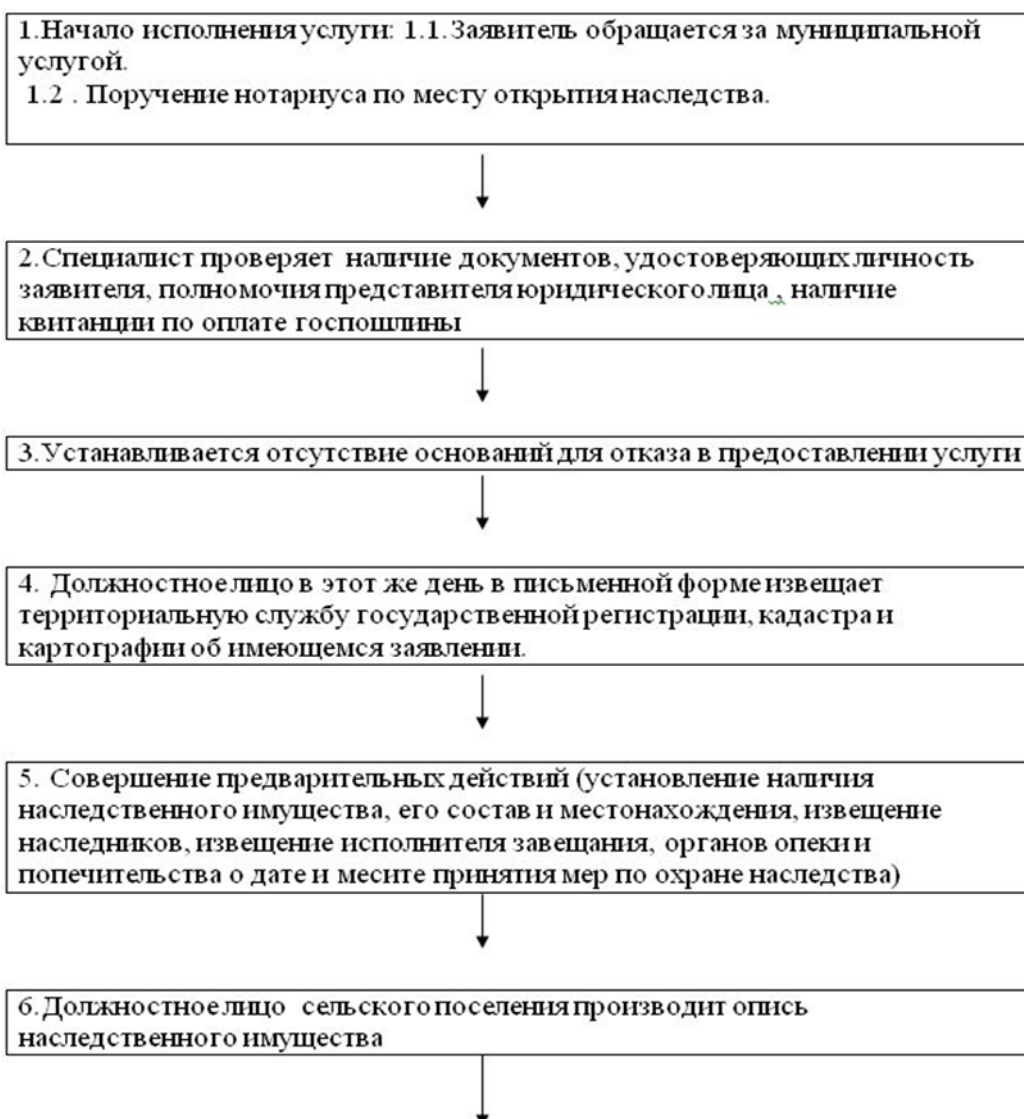 1.Начало исполнения услуги: 1.1.Заявитель обращается за муниципальной
услугой.
1.2 . Поручение нотариуса по месту открытия наследства.
2.Специалист проверяет наличие документов, удостоверяющих личность
заявителя, полномочия представителя юридического лица , наличие
квитанции по оплате госпошлины
3.Устанавливается отсутствие оснований для отказа в предоставлении услуги
4. Должностное лицо в этот же день в письменной форме извещает
территориальную службу государственной регистрации, кадастра и
картографии об имеющемся заявлении.
5. Совершение предварительных действий (установление наличия
наследственного имущества, его состав и местонахождения, извещение
наследников, извещение исполнителя завещания, органов опеки и
попечительства о дате и месите принятия мер по охране наследства)
6.Должностное лицо сельского поселения производит опись
наследственного имущества